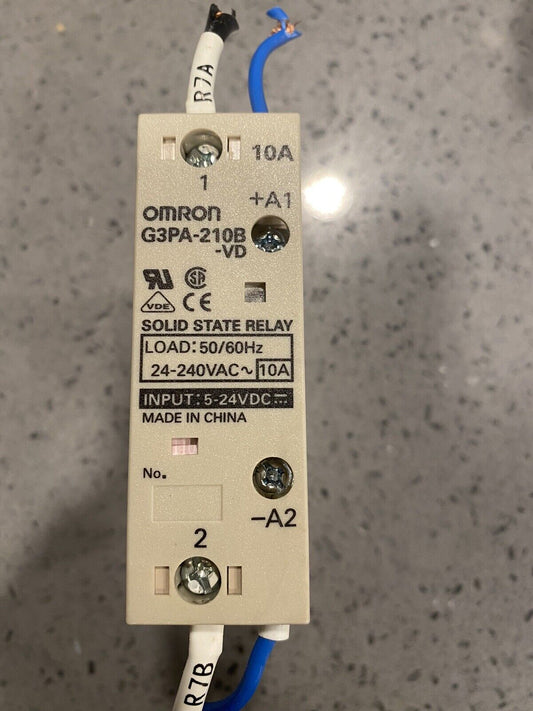 R7A
10A
1
+A1
OMRON
G3PA-210B
-VD
VDE
CE
SOLID STATE RELAY
LOAD:50/60Hz
24-240VAC~ 10A
INPUT:5-24VDC⎓
MADE IN CHINA
No.
-A2
2
R7B